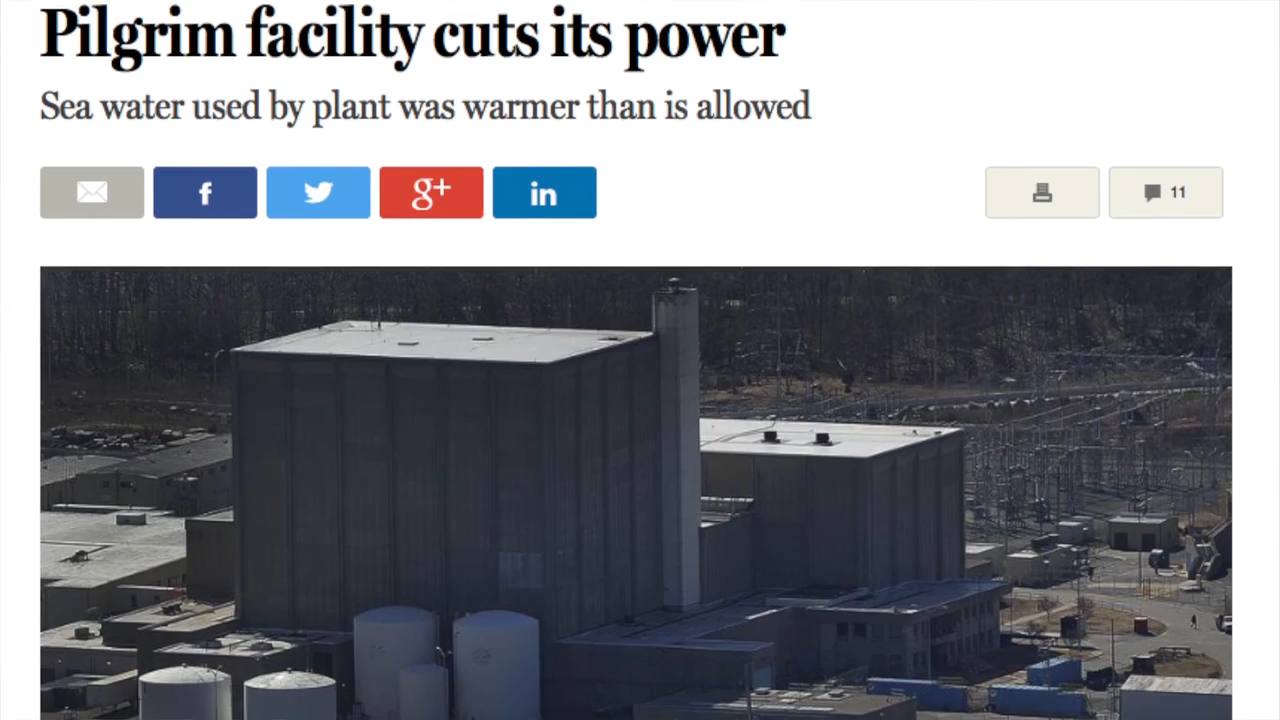 Pilgrim facility cuts its power
Sea water used by plant was warmer than is allowed
f
g+
in
11